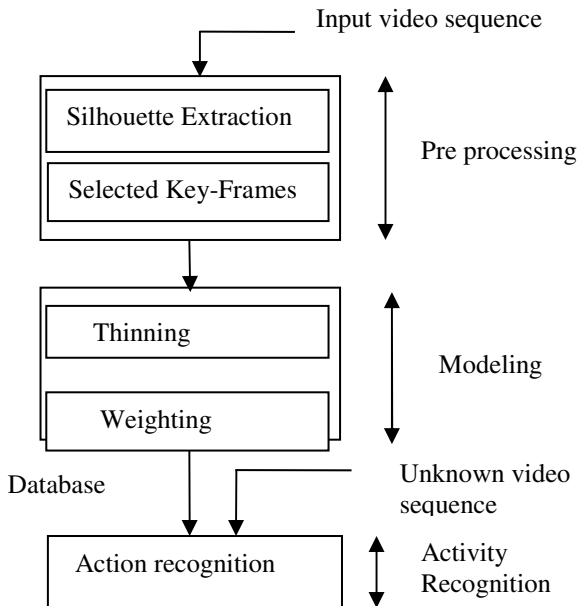 Input video sequence
Silhouette Extraction
Pre processing
Selected Key-Frames
Thinning
Modeling
Weighting
Database
Unknown video
sequence
Action recognition
Activity
Recognition